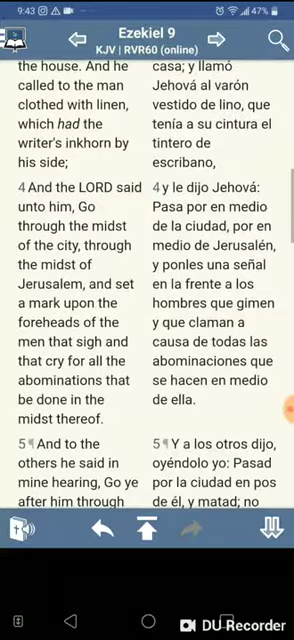 9:43
47%
Ezekiel 9
KJV | RVR60 (online)
the house. And he
called to the man
clothed with linen,
which had the
writer's inkhorn by
his side;
4 And the LORD said
unto him, Go
through the midst
of the city, through
the midst of
Jerusalem, and set
a mark upon the
foreheads of the
men that sigh and
that cry for all the
abominations that
be done in the
midst thereof.
5 ¶ And to the
others he said in
mine hearing, Go ye
after him through
casa; y llamó
Jehová al varón
vestido de lino, que
tenía a su cintura el
tintero de
escribano,
4 y le dijo Jehová:
Pasa por en medio
de la ciudad, por en
medio de Jerusalén,
y ponles una señal
en la frente a los
hombres que gimen
y que claman a
causa de todas las
abominaciones que
se hacen en medio
de ella.
5 ¶ Y a los otros dijo,
oyéndolo yo: Pasad
por la ciudad en pos
de él, y matad; no
DU Recorder